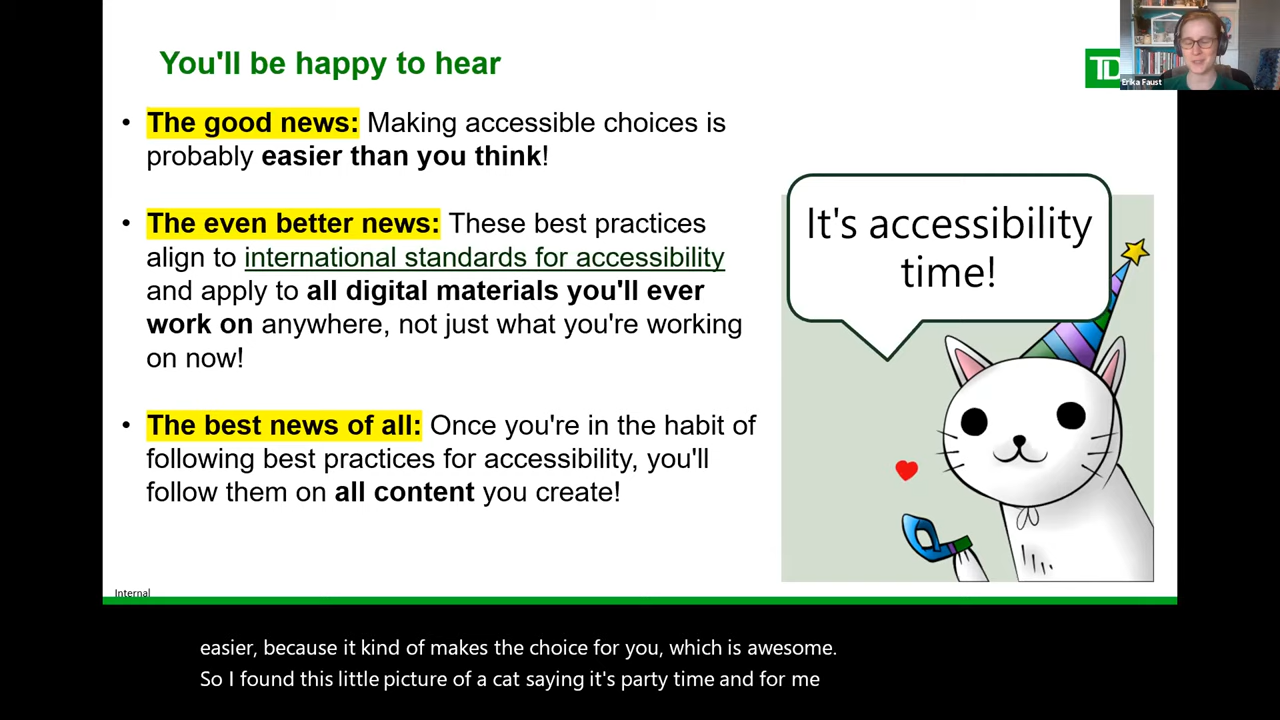 You'll be happy to hear
TD
Erika Faust
• The good news: Making accessible choices is
probably easier than you think!
• The even better news: These best practices
align to international standards for accessibility
and apply to all digital materials you'll ever
work on anywhere, not just what you're working
on now!
• The best news of all: Once you're in the habit of
following best practices for accessibility, you'll
follow them on all content you create!
It's accessibility
time!
Internal
easier, because it kind of makes the choice for you, which is awesome.
So I found this little picture of a cat saying it's party time and for me